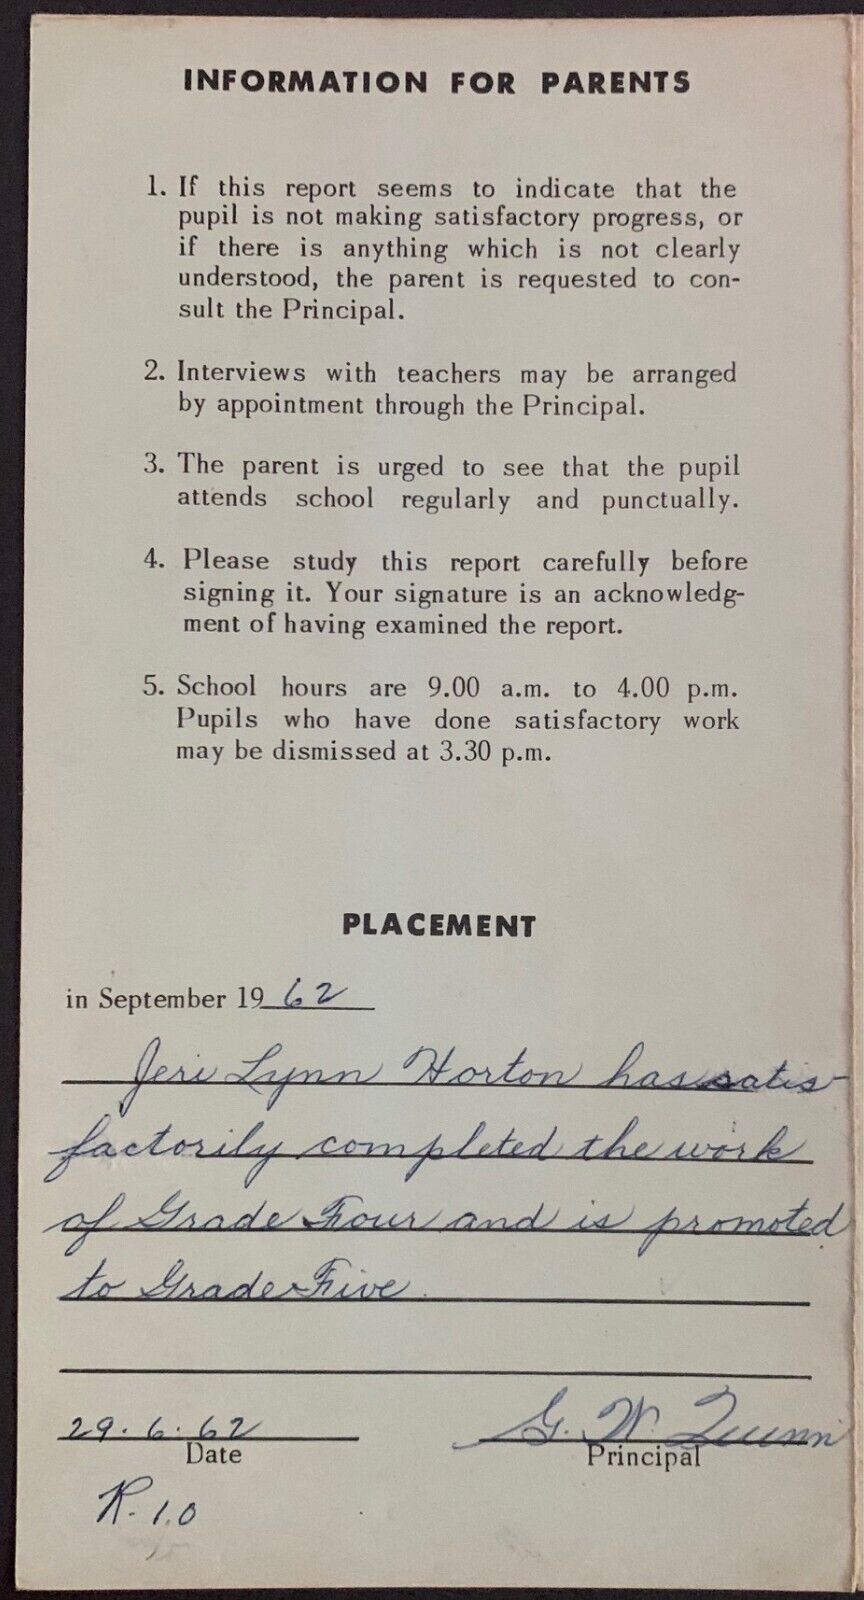 INFORMATION FOR PARENTS
1. If this report seems to indicate that the
pupil is not making satisfactory progress, or
if there is anything which is not clearly
understood, the parent is requested to con-
sult the Principal.
2. Interviews with teachers may be arranged
by appointment through the Principal.
3. The parent is urged to see that the pupil
attends school regularly and punctually.
4. Please study this report carefully before
signing it. Your signature is an acknowledg-
ment of having examined the report.
5. School hours are 9.00 a.m. to 4.00 p.m.
Pupils who have done satisfactory work
may be dismissed at 3.30 p.m.
PLACEMENT
in September 1962
Jeri Lynn Horton has satis-
factorily completed the work
of Grade Four and is promoted
to Grade Five.
29.6.62 G. W. Quinn
Date Principal
R. 10